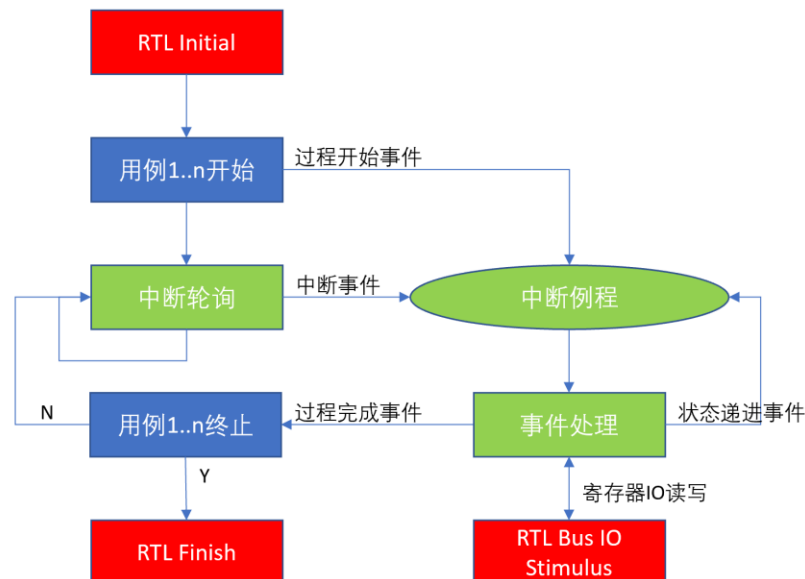 RTL Initial
用例1..n开始
过程开始事件
中断轮询
中断事件
中断例程
N
用例1..n终止
过程完成事件
事件处理
状态递进事件
Y
寄存器IO读写
RTL Finish
RTL Bus IO
Stimulus